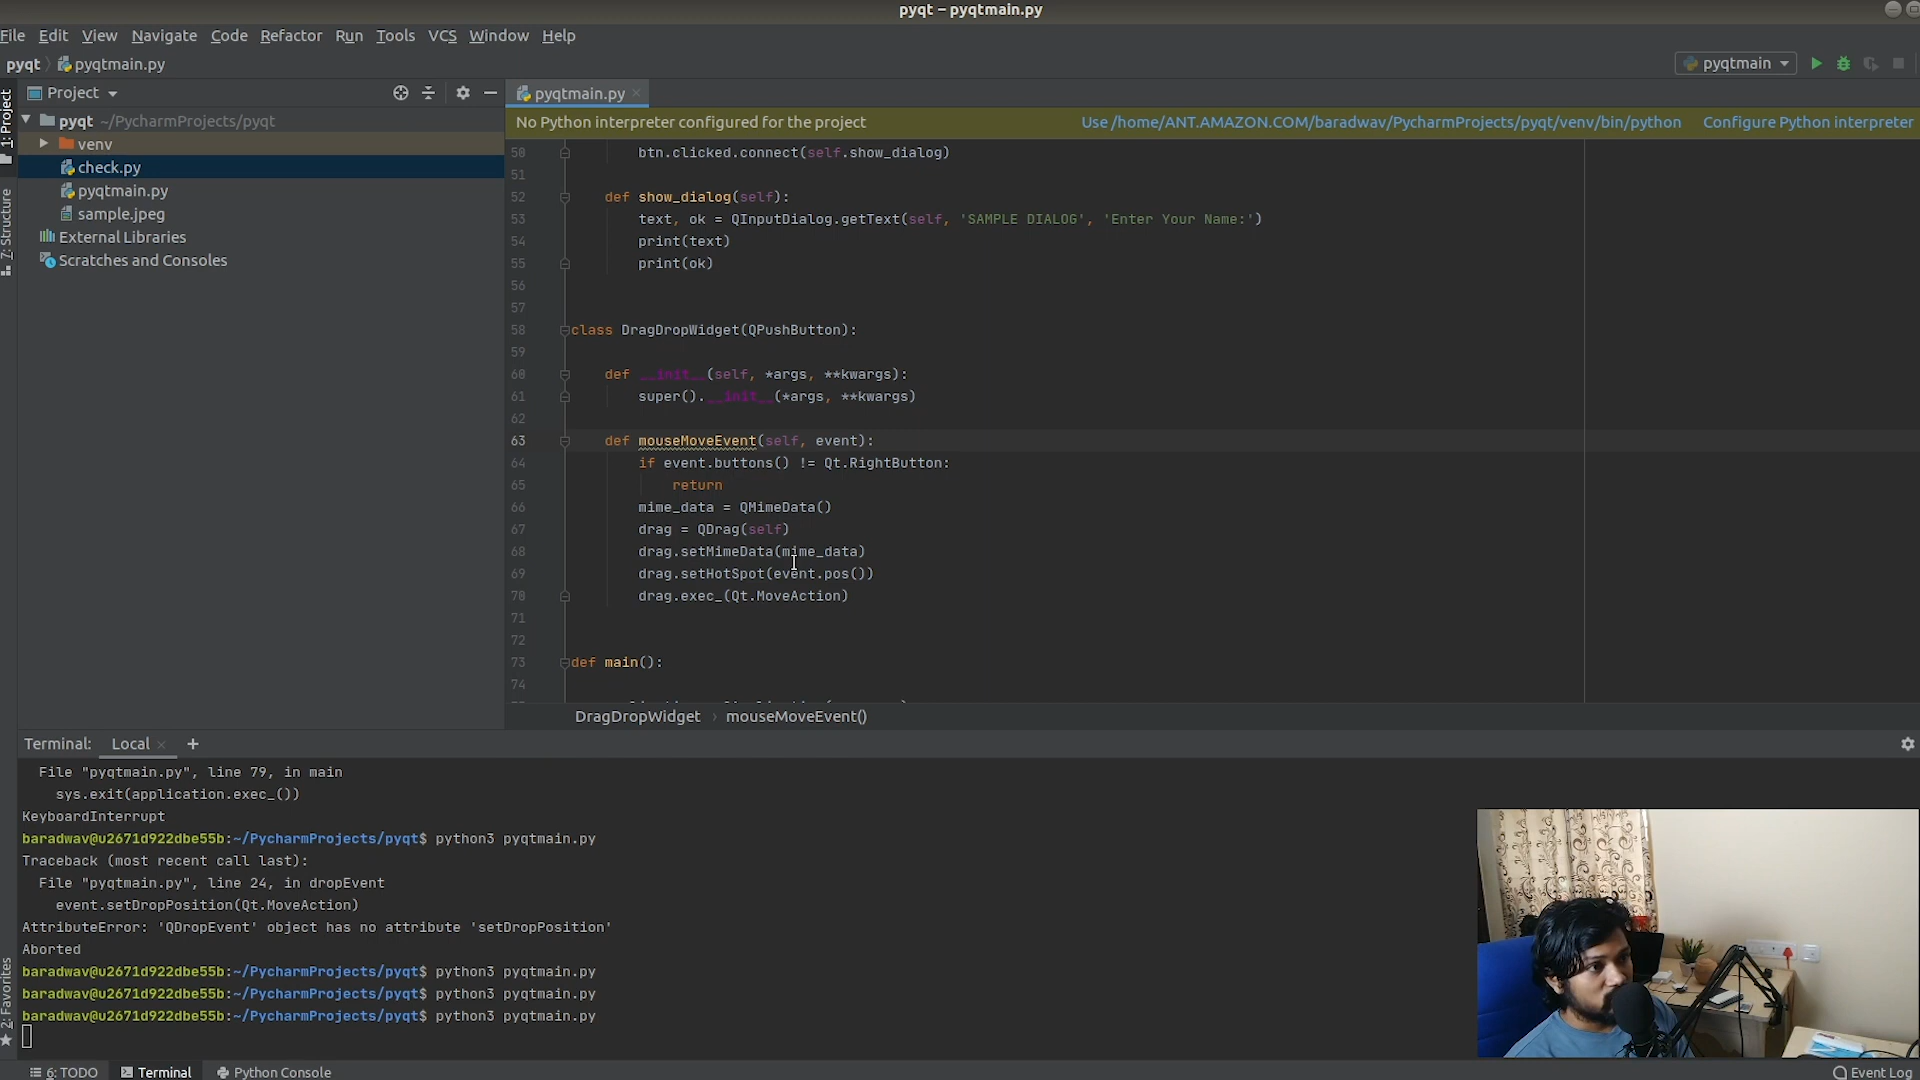 pyqt – pyqtmain.py
File Edit View Navigate Code Refactor Run Tools VCS Window Help
pyqt pyqtmain.py
pyqtmain
1: Project
Project
pyqtmain.py
pyqt ~/PycharmProjects/pyqt
venv
check.py
pyqtmain.py
sample.jpeg
External Libraries
Scratches and Consoles
7: Structure
2: Favorites
No Python interpreter configured for the project
Use /home/ANT.AMAZON.COM/baradwav/PycharmProjects/pyqt/venv/bin/python
Configure Python interpreter
50 btn.clicked.connect(self.show_dialog)
51
52 def show_dialog(self):
53 text, ok = QInputDialog.getText(self, 'SAMPLE DIALOG', 'Enter Your Name:')
54 print(text)
55 print(ok)
56
57
58 class DragDropWidget(QPushButton):
59
60 def __init__(self, *args, **kwargs):
61 super().__init__(*args, **kwargs)
62
63 def mouseMoveEvent(self, event):
64 if event.buttons() != Qt.RightButton:
65 return
66 mime_data = QMimeData()
67 drag = QDrag(self)
68 drag.setMimeData(mime_data)
69 drag.setHotSpot(event.pos())
70 drag.exec_(Qt.MoveAction)
71
72
73 def main():
74
DragDropWidget › mouseMoveEvent()
Terminal: Local +
File "pyqtmain.py", line 79, in main
sys.exit(application.exec_())
KeyboardInterrupt
baradwav@u2671d922dbe55b:~/PycharmProjects/pyqt$ python3 pyqtmain.py
Traceback (most recent call last):
File "pyqtmain.py", line 24, in dropEvent
event.setDropPosition(Qt.MoveAction)
AttributeError: 'QDropEvent' object has no attribute 'setDropPosition'
Aborted
baradwav@u2671d922dbe55b:~/PycharmProjects/pyqt$ python3 pyqtmain.py
baradwav@u2671d922dbe55b:~/PycharmProjects/pyqt$ python3 pyqtmain.py
baradwav@u2671d922dbe55b:~/PycharmProjects/pyqt$ python3 pyqtmain.py
6: TODO Terminal Python Console Event Log